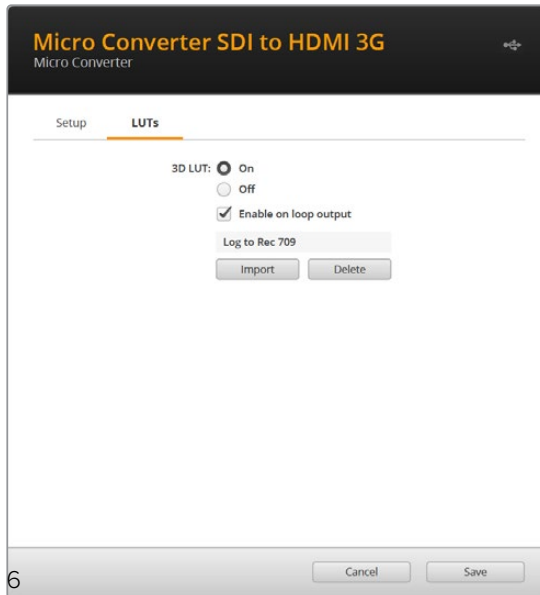 Micro Converter SDI to HDMI 3G
Micro Converter
Setup LUTs
3D LUT: On
Off
Enable on loop output
Log to Rec 709
Import Delete
Cancel Save
6